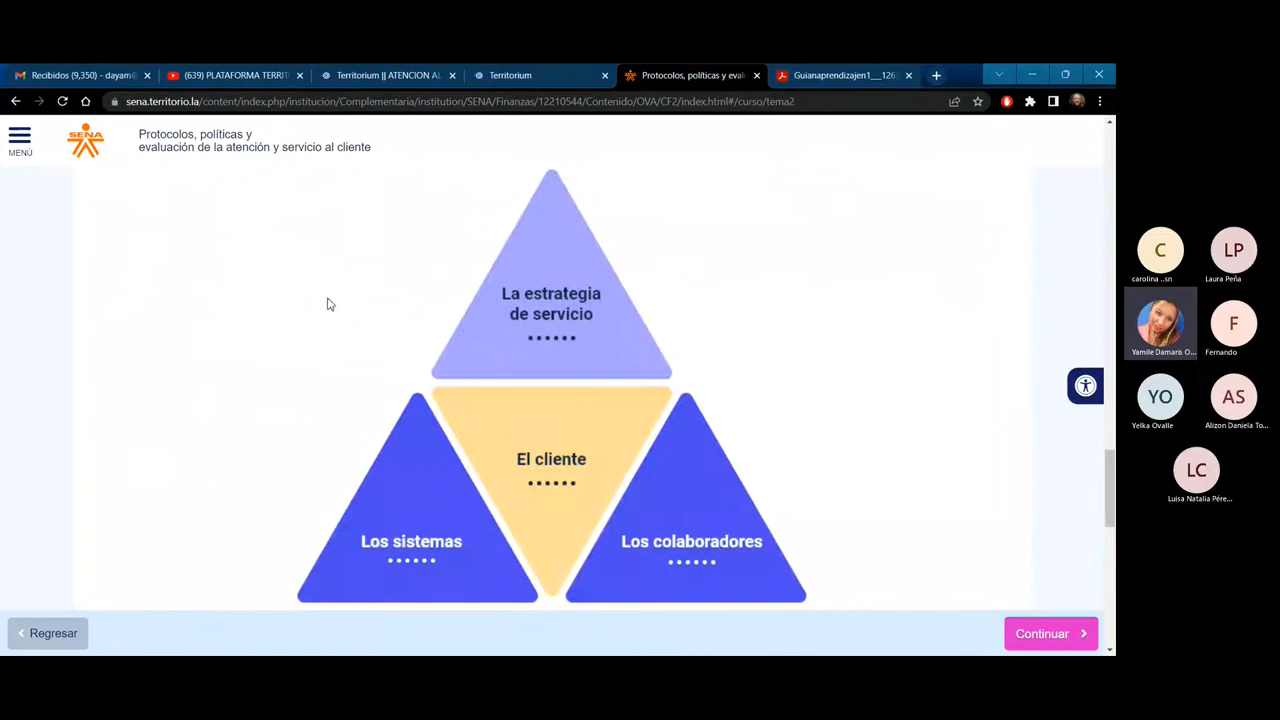 Recibidos (9,350) - dayam@
(639) PLATAFORMA TERRIT
Territorium || ATENCION AL
Territorium
Protocolos, políticas y eval
Guianaprendizajen1___126
sena.territorio.la/content/index.php/institucion/Complementaria/institution/SENA/Finanzas/12210544/Contenido/OVA/CF2/index.html#/curso/tema2
MENÚ
SENA
Protocolos, políticas y
evaluación de la atención y servicio al cliente
La estrategia
de servicio
El cliente
Los sistemas
Los colaboradores
Regresar
Continuar
C
LP
carolina ..sn
Laura Peña
F
Yamile Damaris O...
Fernando
YO
AS
Yelka Ovalle
Alizon Daniela To...
LC
Luisa Natalia Pére...